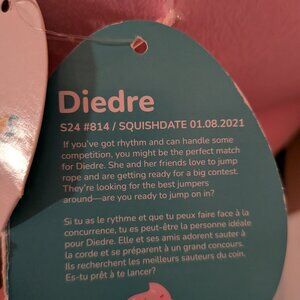 Diedre
S24 #814 / SQUISHDATE 01.08.2021
If you've got rhythm and can handle some
competition, you might be the perfect match
for Diedre. She and her friends love to jump
rope and are getting ready for a big contest.
They're looking for the best jumpers
around—are you ready to jump in?
Si tu as le rythme et que tu peux faire face à la
concurrence, tu es peut-être la personne idéale
pour Diedre. Elle et ses amis adorent sauter à
la corde et se préparent à un grand concours.
Ils recherchent les meilleurs sauteurs du coin.
Es-tu prêt à te lancer?